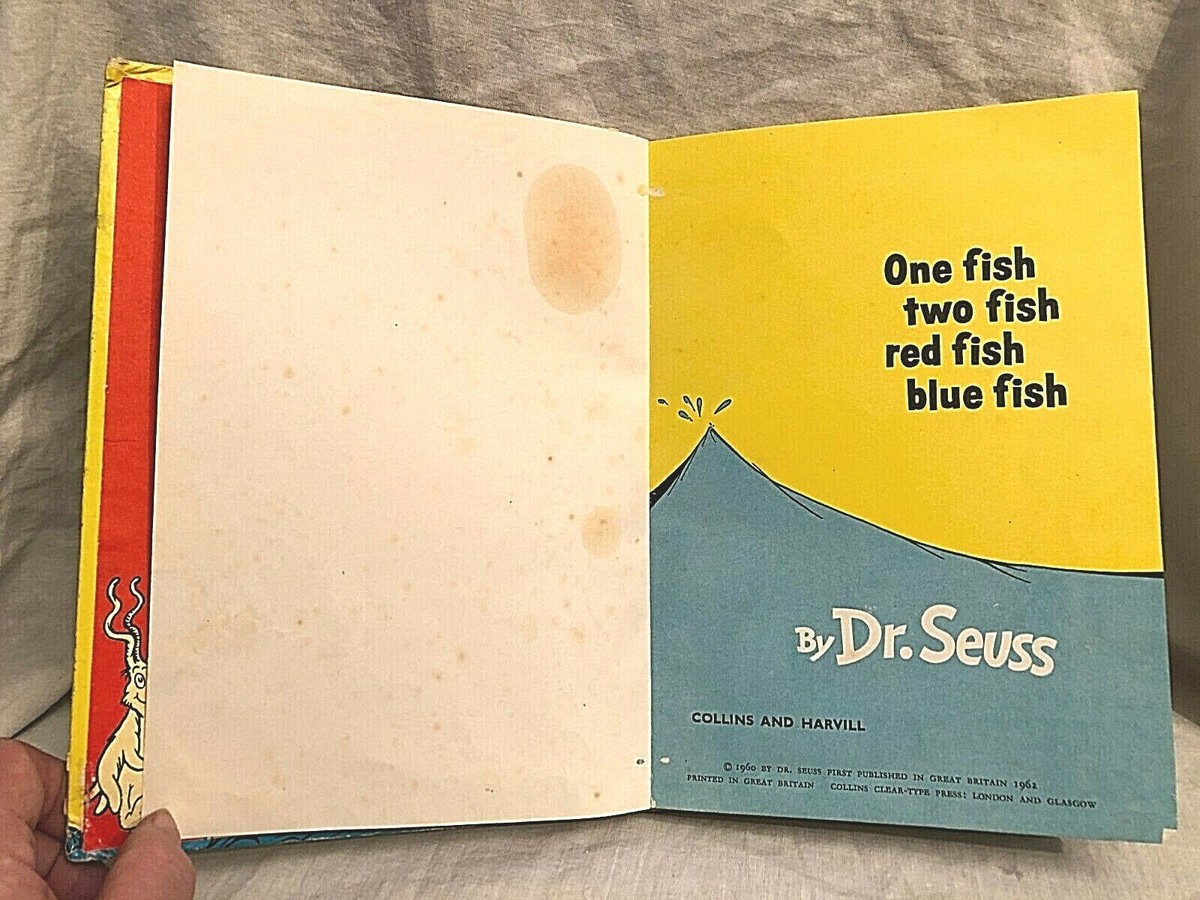 One fish
two fish
red fish
blue fish
By Dr. Seuss
COLLINS AND HARVILL
© 1960 BY DR. SEUSS FIRST PUBLISHED IN GREAT BRITAIN 1962
PRINTED IN GREAT BRITAIN COLLINS CLEAR-TYPE PRESS: LONDON AND GLASGOW